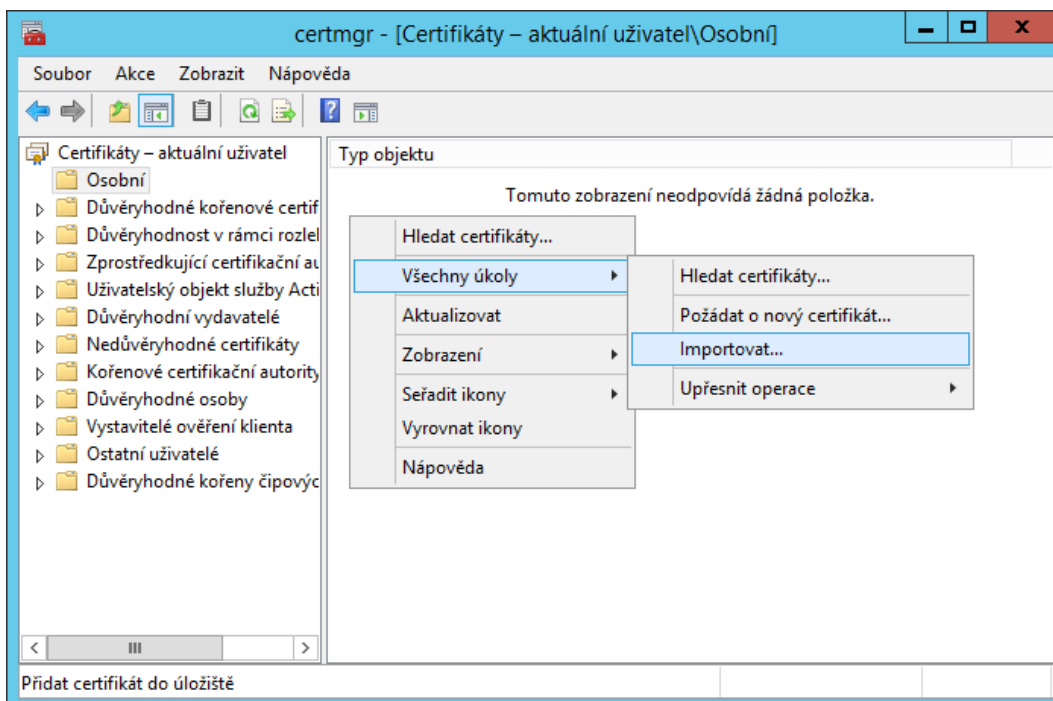 certmgr - [Certifikáty – aktuální uživatel\Osobní]
Soubor Akce Zobrazit Nápověda
Certifikáty – aktuální uživatel
Osobní
Důvěryhodné kořenové certif
Důvěryhodnost v rámci rozleh
Zprostředkující certifikační au
Uživatelský objekt služby Acti
Důvěryhodní vydavatelé
Nedůvěryhodné certifikáty
Kořenové certifikační autority
Důvěryhodné osoby
Vystavitelé ověření klienta
Ostatní uživatelé
Důvěryhodné kořeny čipovýc
Typ objektu
Tomuto zobrazení neodpovídá žádná položka.
Hledat certifikáty...
Všechny úkoly
Aktualizovat
Zobrazení
Seřadit ikony
Vyrovnat ikony
Nápověda
Hledat certifikáty...
Požádat o nový certifikát...
Importovat...
Upřesnit operace
Přidat certifikát do úložiště